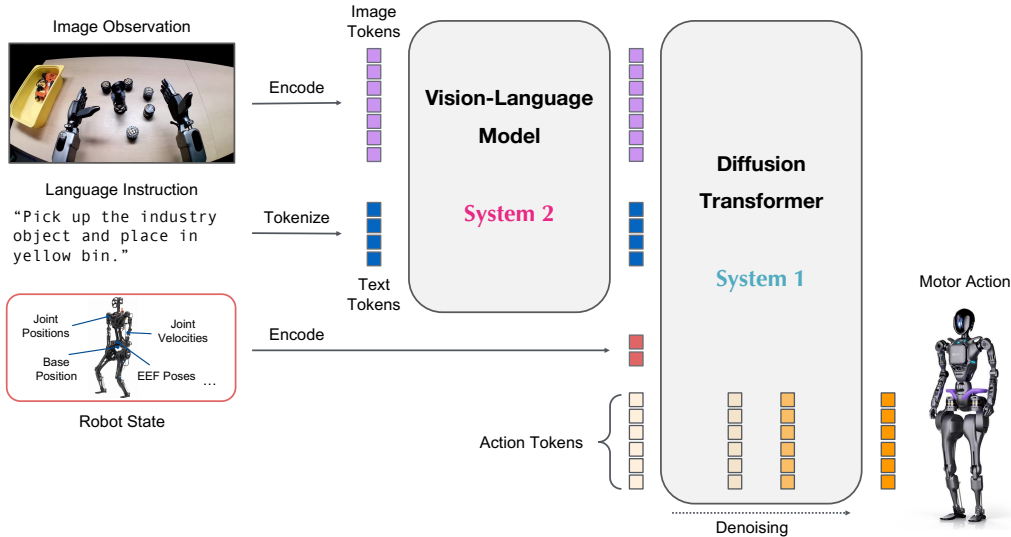 Image Observation
Encode
Image
Tokens
Vision-Language
Model
System 2
Language Instruction
“Pick up the industry
object and place in
yellow bin.”
Tokenize
Text
Tokens
Diffusion
Transformer
System 1
Joint
Positions
Joint
Velocities
Base
Position
EEF Poses ...
Robot State
Encode
Action Tokens
Denoising
Motor Action